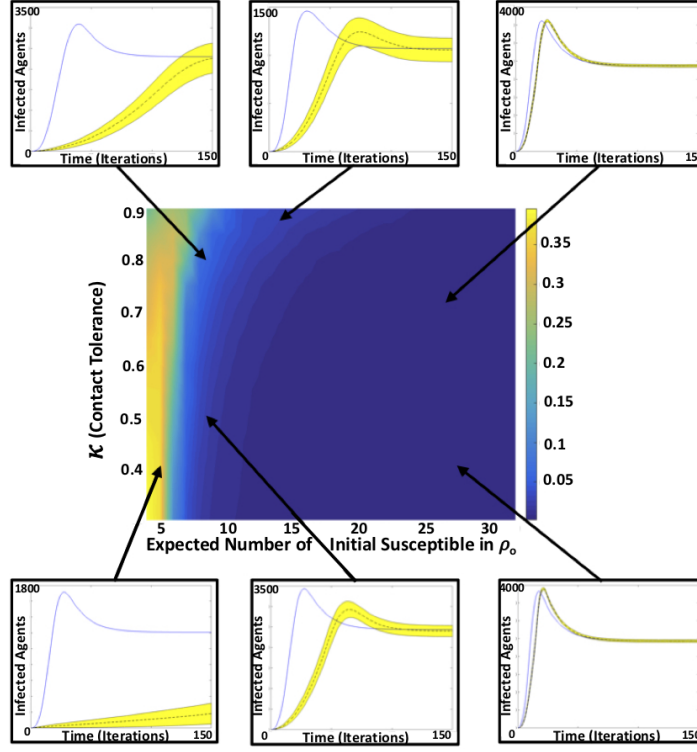 3500
Infected Agents
0
Time (Iterations)
150
1500
Infected Agents
0
Time (Iterations)
150
4000
Infected Agents
0
Time (Iterations)
150
κ (Contact Tolerance)
0.9
0.8
0.7
0.6
0.5
0.4
5
10
15
20
25
30
Expected Number of Initial Susceptible in ρₒ
0.35
0.3
0.25
0.2
0.15
0.1
0.05
1800
Infected Agents
0
Time (Iterations)
150
3500
Infected Agents
0
Time (Iterations)
150
4000
Infected Agents
0
Time (Iterations)
150